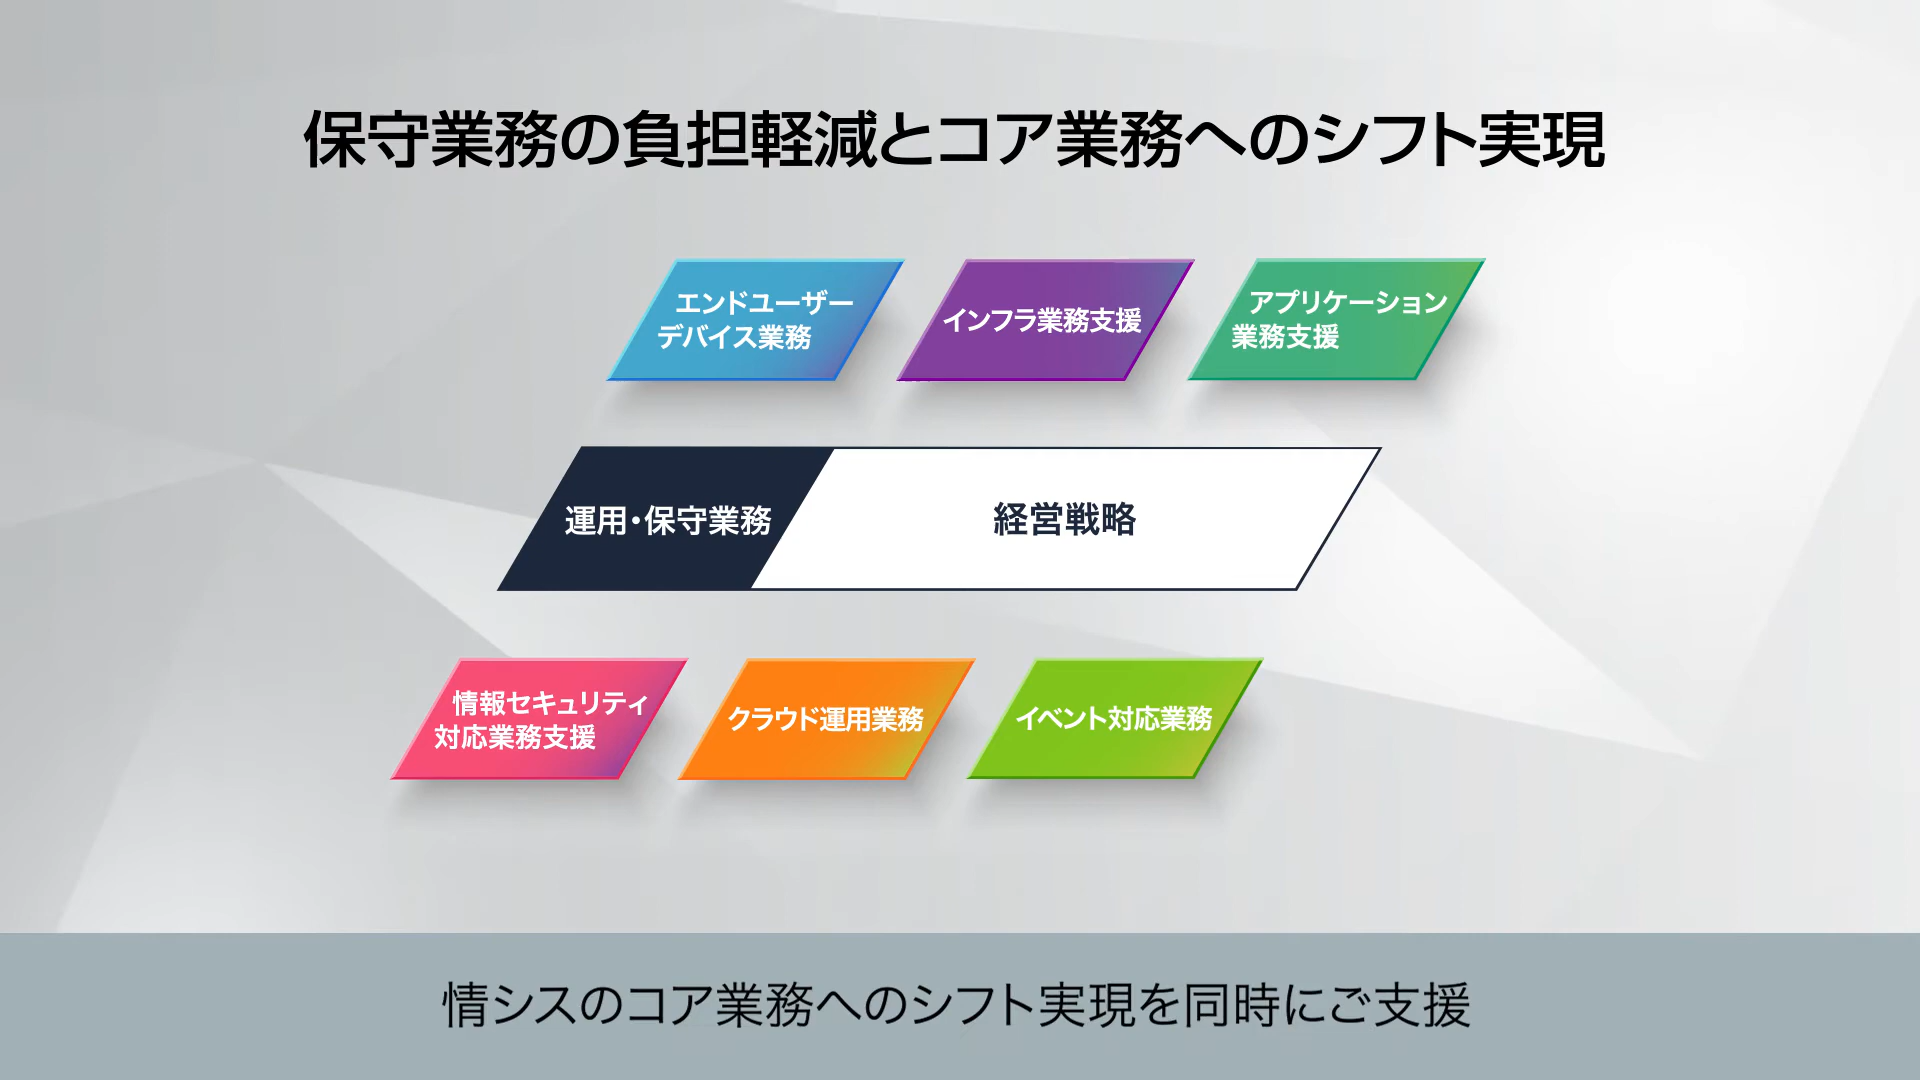 保守業務の負担軽減とコア業務へのシフト実現
エンドユーザー
デバイス業務
インフラ業務支援
アプリケーション
業務支援
運用・保守業務
経営戦略
情報セキュリティ
対応業務支援
クラウド運用業務
イベント対応業務
情シスのコア業務へのシフト実現を同時にご支援